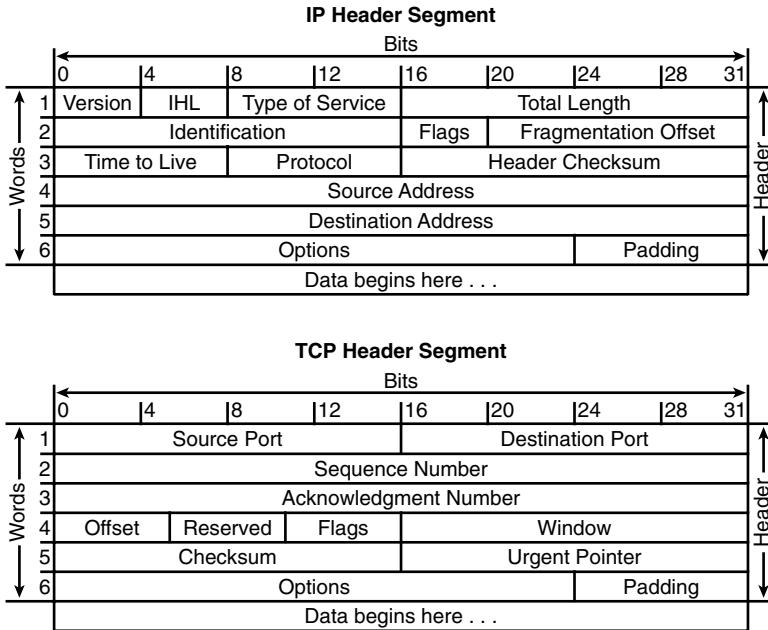 IP Header Segment
Bits
0 4 8 12 16 20 24 28 31
Words
Header
1 Version IHL Type of Service Total Length
2 Identification Flags Fragmentation Offset
3 Time to Live Protocol Header Checksum
4 Source Address
5 Destination Address
6 Options Padding
Data begins here . . .
TCP Header Segment
Bits
0 4 8 12 16 20 24 28 31
Words
Header
1 Source Port Destination Port
2 Sequence Number
3 Acknowledgment Number
4 Offset Reserved Flags Window
5 Checksum Urgent Pointer
6 Options Padding
Data begins here . . .